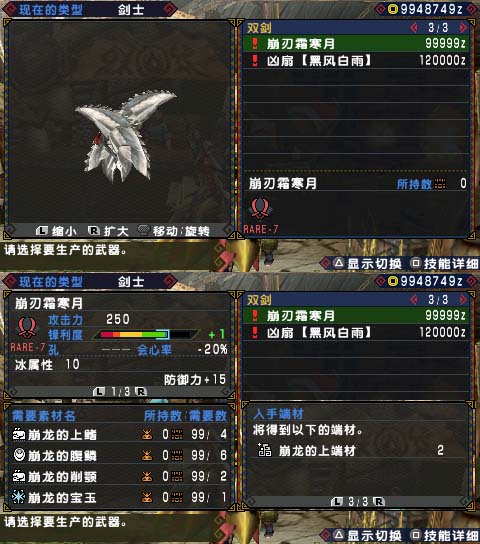 现在的类型 剑士
9948749z
双剑 3/3
崩刃霜寒月 99999z
凶扇【黑风白雨】 120000z
崩刃霜寒月 所持数 0
RARE-7
L 缩小 R 扩大 移动:旋转
请选择要生产的武器。
△显示切换 □技能详细
现在的类型 剑士
9948749z
崩刃霜寒月
攻击力 250
锋利度 +1
RARE-7
孔 --- 会心率 -20%
冰属性 10
防御力+15
L 1/3 R
双剑 3/3
崩刃霜寒月 99999z
凶扇【黑风白雨】 120000z
需要素材名 所持数:需要数
崩龙的上鳍 0 99/ 4
崩龙的腹鳞 0 99/ 6
崩龙的削颚 0 99/ 2
崩龙的宝玉 0 99/ 1
入手端材
将得到以下的端材。
崩龙的上端材 2
L 3/3 R
请选择要生产的武器。
△显示切换 □技能详细